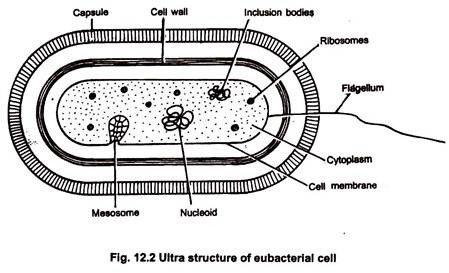 Capsule
Cell wall
Inclusion bodies
Ribosomes
Flagellum
Cytoplasm
Cell membrane
Mesosome
Nucleoid
Fig. 12.2 Ultra structure of eubacterial cell